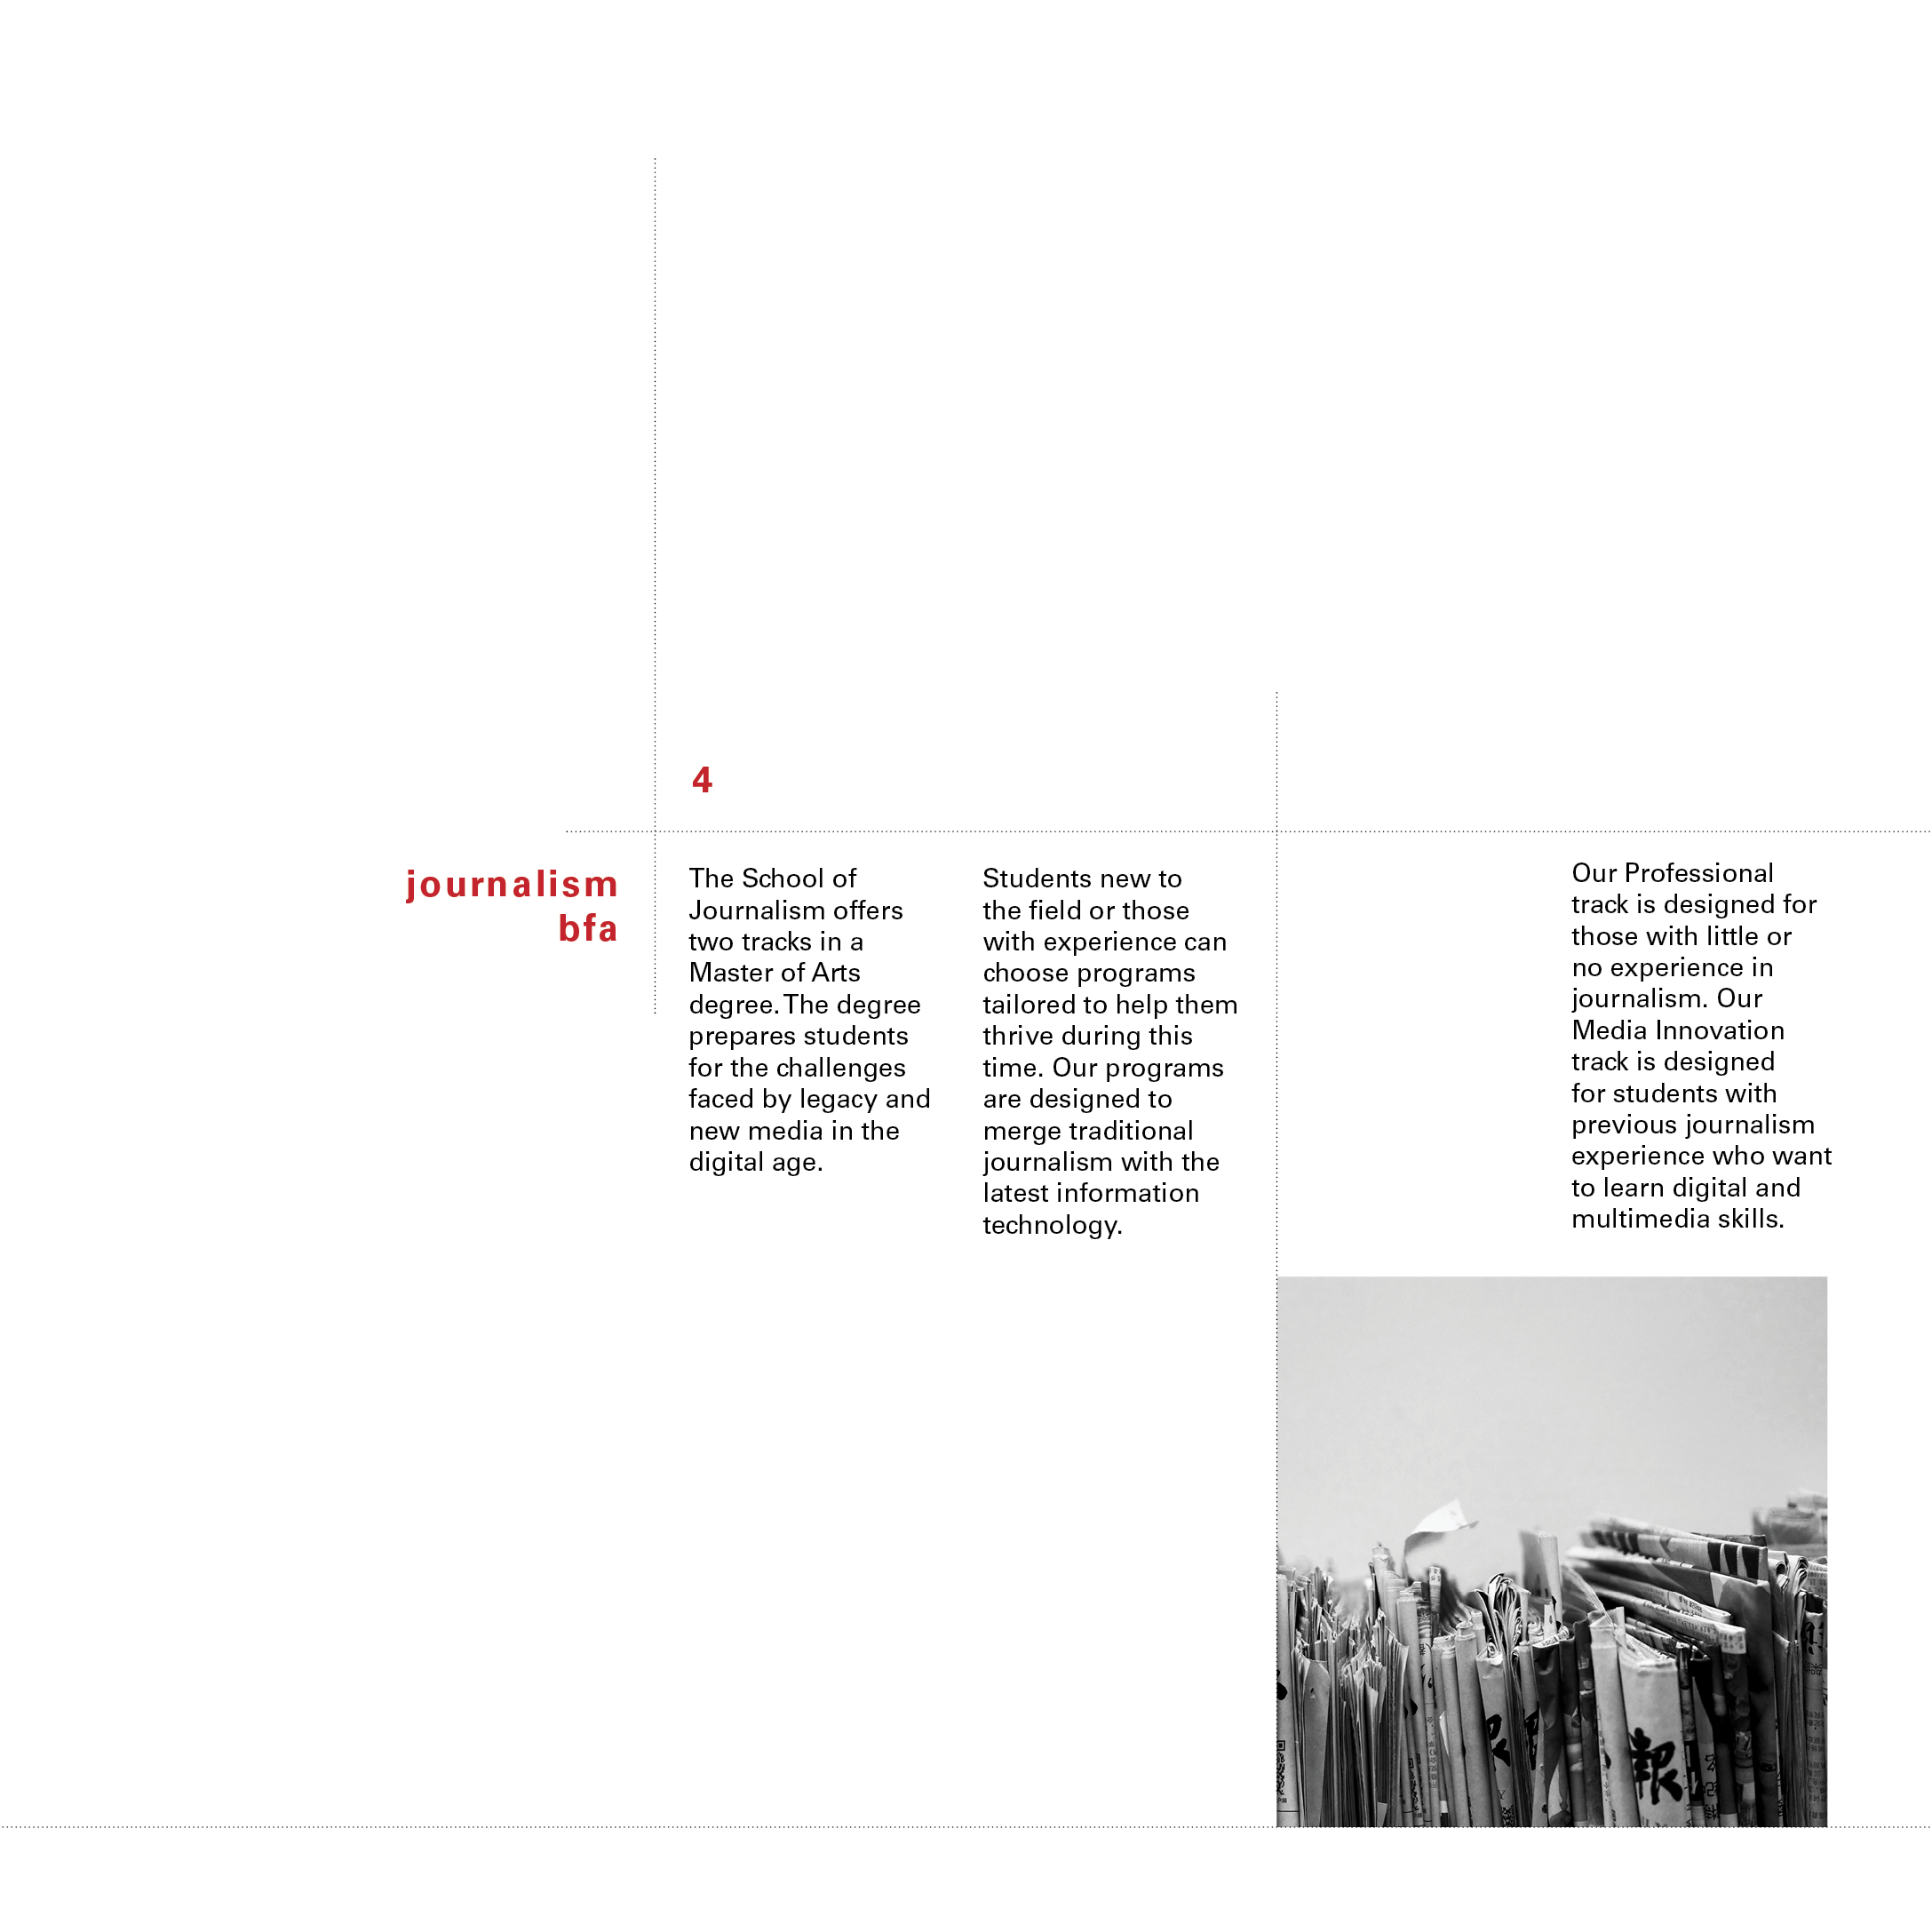 4
journalism
bfa
The School of
Journalism offers
two tracks in a
Master of Arts
degree. The degree
prepares students
for the challenges
faced by legacy and
new media in the
digital age.
Students new to
the field or those
with experience can
choose programs
tailored to help them
thrive during this
time. Our programs
are designed to
merge traditional
journalism with the
latest information
technology.
Our Professional
track is designed for
those with little or
no experience in
journalism. Our
Media Innovation
track is designed
for students with
previous journalism
experience who want
to learn digital and
multimedia skills.
報